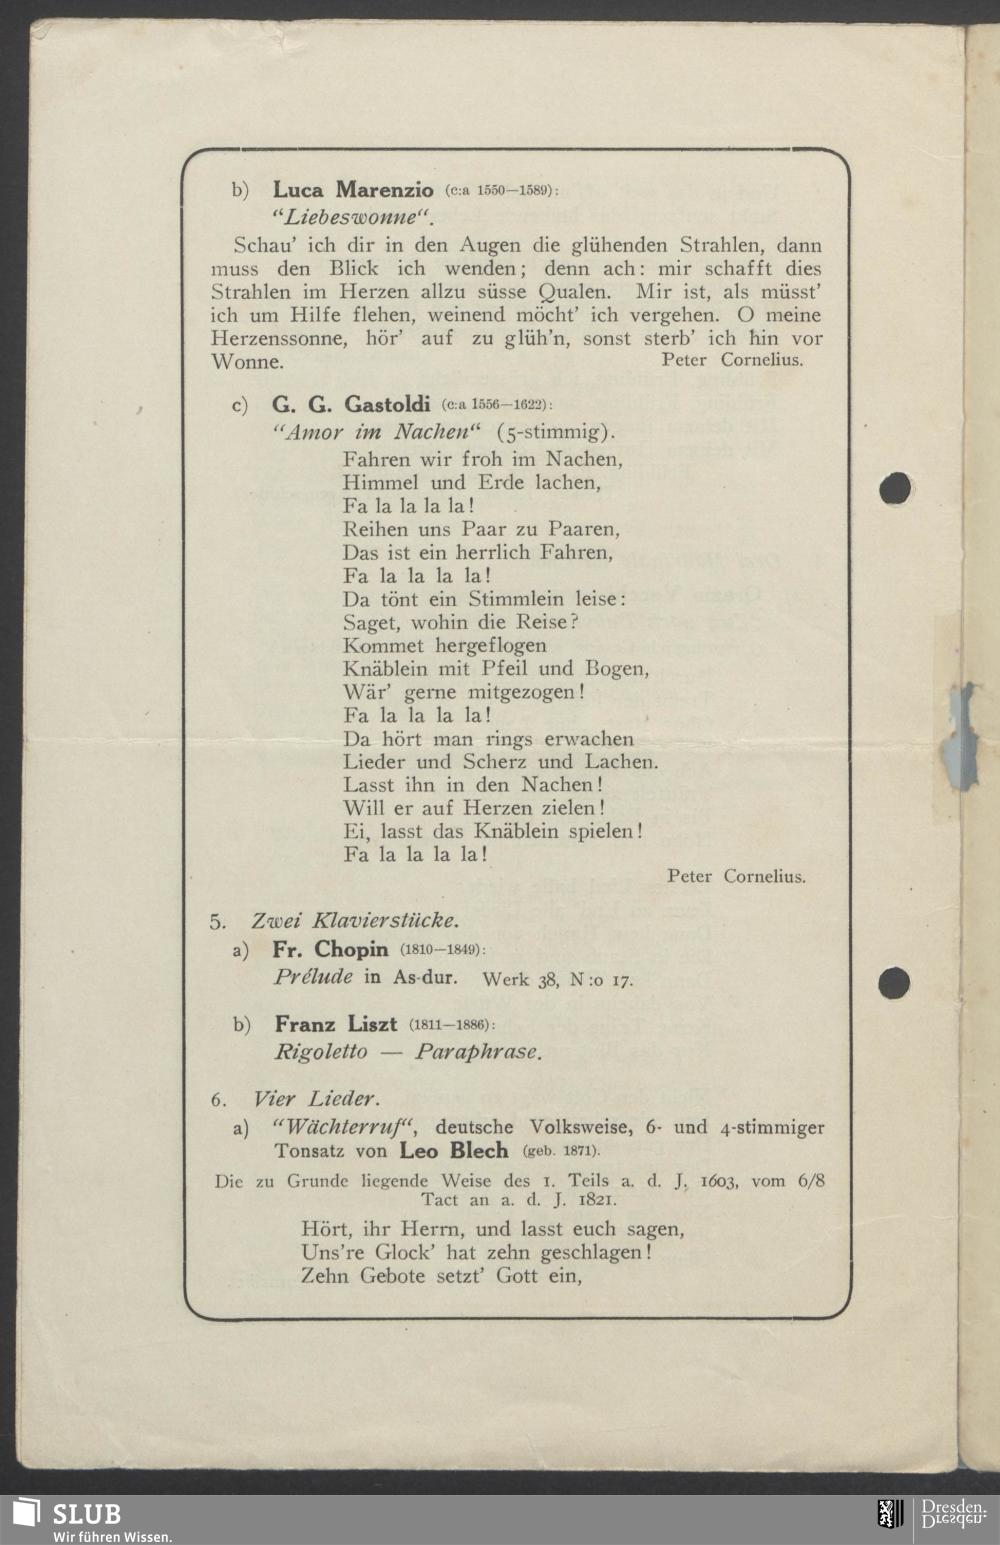 b) Luca Marenzio (c:a 1550—1589):
“Liebeswonne“.
Schau’ ich dir in den Augen die glühenden Strahlen, dann
muss den Blick ich wenden; denn ach: mir schafft dies
Strahlen im Herzen allzu süsse Qualen. Mir ist, als müsst’
ich um Hilfe flehen, weinend möcht’ ich vergehen. O meine
Herzenssonne, hör’ auf zu glüh’n, sonst sterb’ ich hin vor
Wonne. Peter Cornelius.
c) G. G. Gastoldi (c:a 1556—1622):
“Amor im Nachen“ (5-stimmig).
Fahren wir froh im Nachen,
Himmel und Erde lachen,
Fa la la la la!
Reihen uns Paar zu Paaren,
Das ist ein herrlich Fahren,
Fa la la la la!
Da tönt ein Stimmlein leise:
Saget, wohin die Reise?
Kommet hergeflogen
Knäblein mit Pfeil und Bogen,
Wär’ gerne mitgezogen!
Fa la la la la!
Da hört man rings erwachen
Lieder und Scherz und Lachen.
Lasst ihn in den Nachen!
Will er auf Herzen zielen!
Ei, lasst das Knäblein spielen!
Fa la la la la!
Peter Cornelius.
5. Zwei Klavierstücke.
a) Fr. Chopin (1810—1849):
Prélude in As-dur. Werk 38, N:o 17.
b) Franz Liszt (1811—1886):
Rigoletto — Paraphrase.
6. Vier Lieder.
a) “Wächterruf“, deutsche Volksweise, 6- und 4-stimmiger
Tonsatz von Leo Blech (geb. 1871).
Die zu Grunde liegende Weise des 1. Teils a. d. J. 1603, vom 6/8
Tact an a. d. J. 1821.
Hört, ihr Herrn, und lasst euch sagen,
Uns’re Glock’ hat zehn geschlagen!
Zehn Gebote setzt’ Gott ein,
SLUB
Wir führen Wissen.
Dresden.